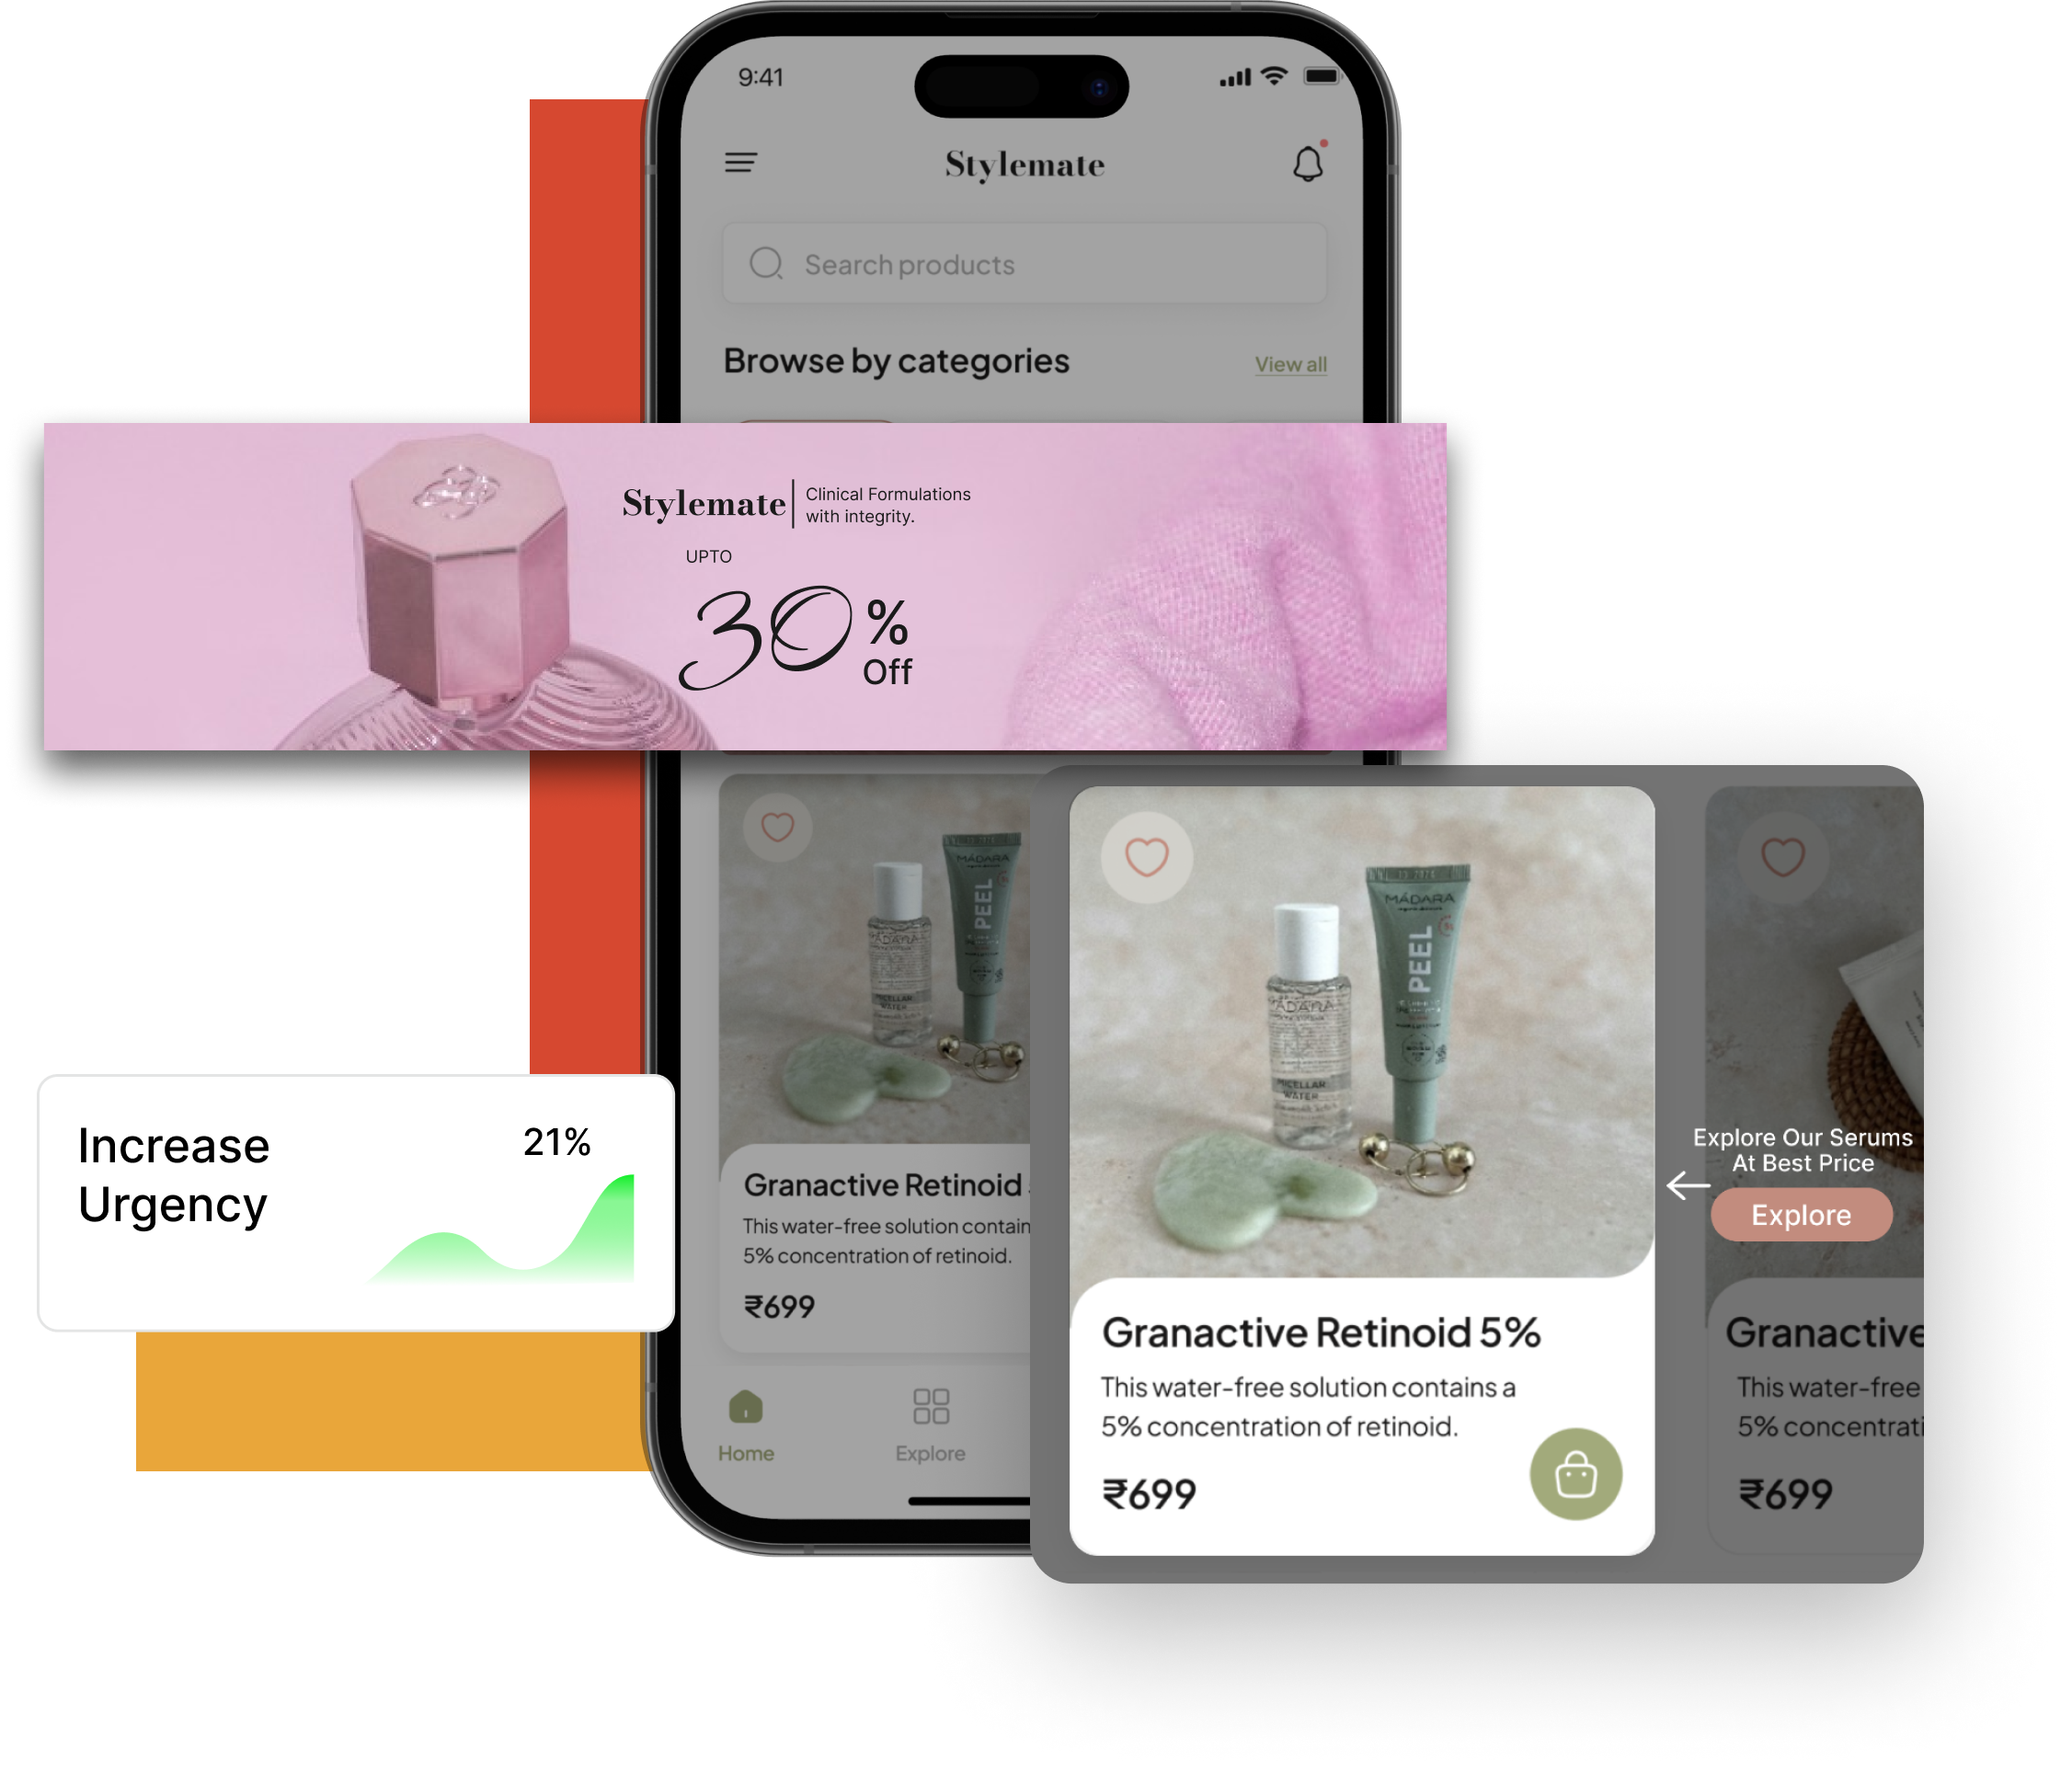 9:41
Stylemate
Search products
Browse by categories
View all
Stylemate
Clinical Formulations
with integrity.
UPTO
30%
Off
MÁDARA
PEEL
MICELLAR
WATER
Granactive Retinoid
This water-free solution contain
5% concentration of retinoid.
₹699
Home
Explore
MÁDARA
PEEL
MÁDARA
MICELLAR
WATER
Granactive Retinoid 5%
This water-free solution contains a
5% concentration of retinoid.
₹699
Explore Our Serums
At Best Price
Explore
Granactive
This water-free
5% concentrati
₹699
Increase
Urgency
21%